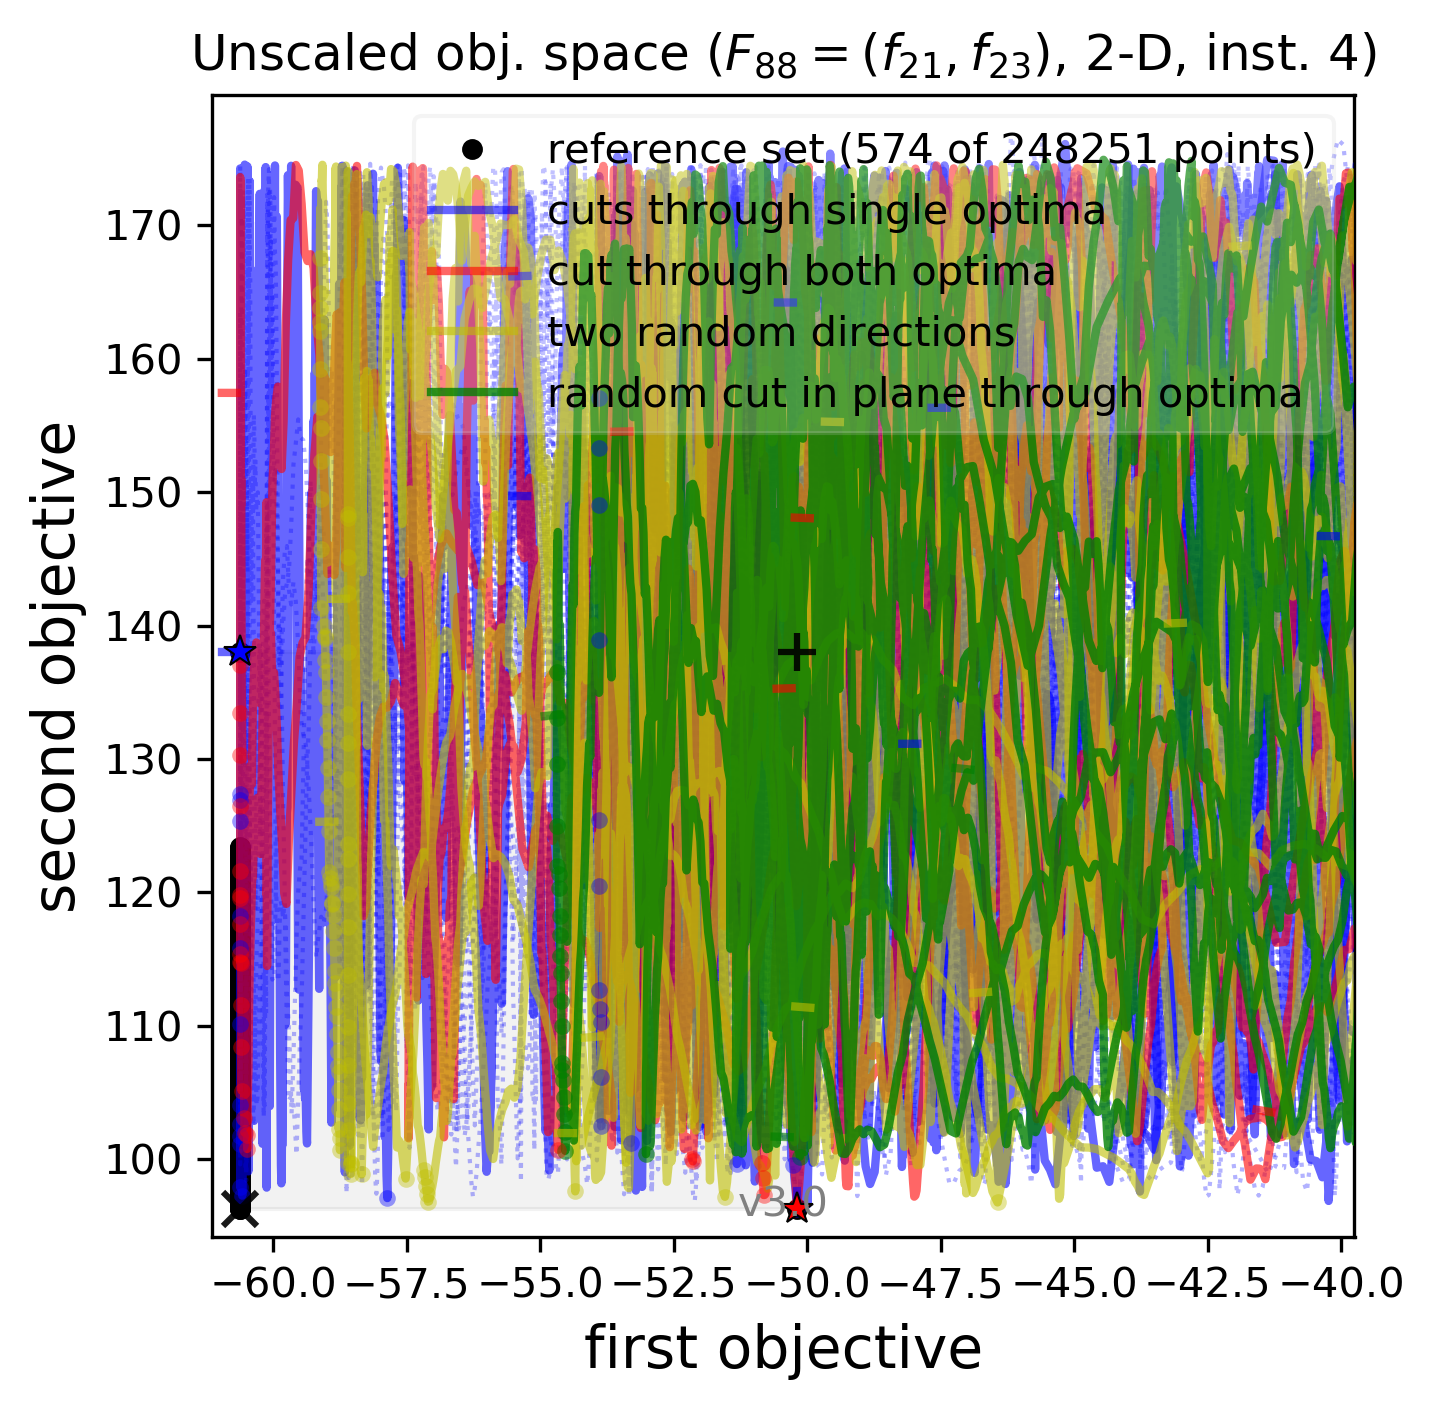 Unscaled obj. space (F88 = (f21, f23), 2-D, inst. 4)
reference set (574 of 248251 points)
cuts through single optima
cut through both optima
two random directions
random cut in plane through optima
second objective
170
160
150
140
130
120
110
100
v3.0
−60.0 −57.5 −55.0 −52.5 −50.0 −47.5 −45.0 −42.5 −40.0
first objective